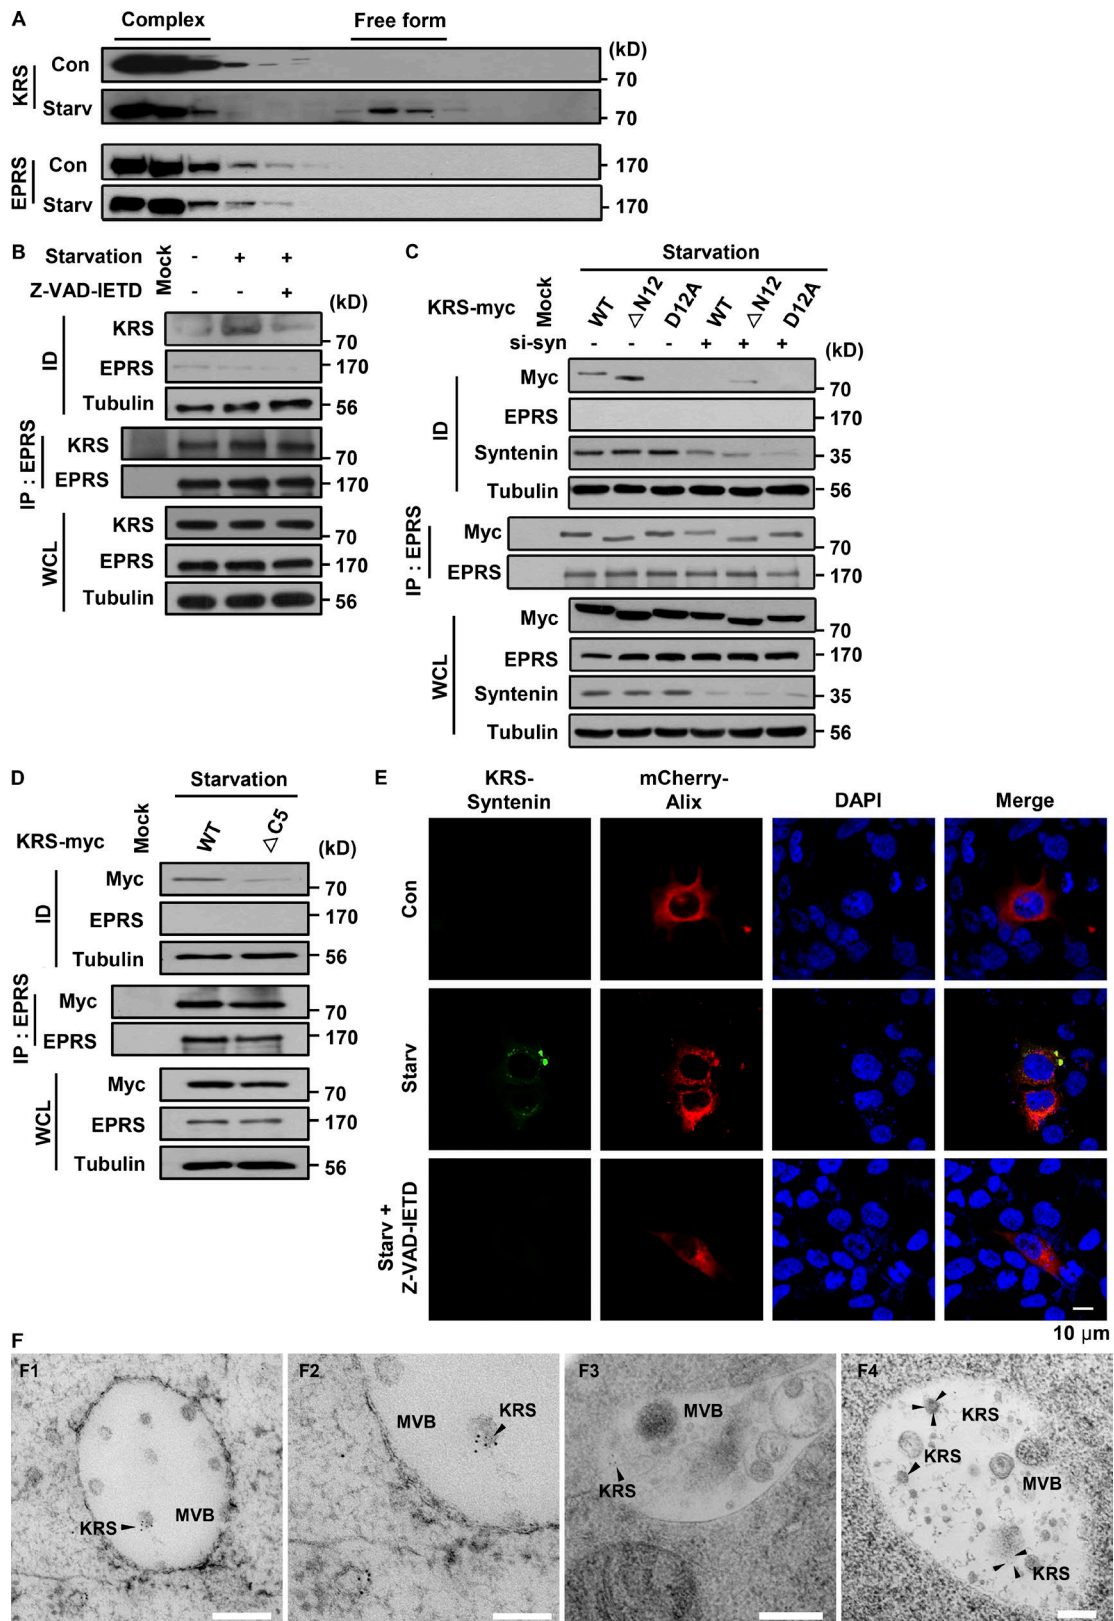 A
Complex
Free form
(kD)
KRS
Con
70
Starv
70
EPRS
Con
170
Starv
170
B
Starvation - + +
Z-VAD-IETD - - +
Mock
(kD)
ID
KRS
70
EPRS
170
Tubulin
56
IP : EPRS
KRS
70
EPRS
170
WCL
KRS
70
EPRS
170
Tubulin
56
C
Starvation
KRS-myc
Mock
WT
△N12
D12A
WT
△N12
D12A
si-syn - - - + + +
(kD)
ID
Myc
70
EPRS
170
Syntenin
35
Tubulin
56
IP : EPRS
Myc
70
EPRS
170
WCL
Myc
70
EPRS
170
Syntenin
35
Tubulin
56
D
Starvation
KRS-myc
Mock
WT
△C5
(kD)
ID
Myc
70
EPRS
170
Tubulin
56
IP : EPRS
Myc
70
EPRS
170
WCL
Myc
70
EPRS
170
Tubulin
56
E
KRS-
Syntenin
mCherry-
Alix
DAPI
Merge
Con
Starv
Starv +
Z-VAD-IETD
10 µm
F
F1
KRS
MVB
F2
MVB
KRS
F3
MVB
KRS
F4
KRS
KRS
MVB
KRS